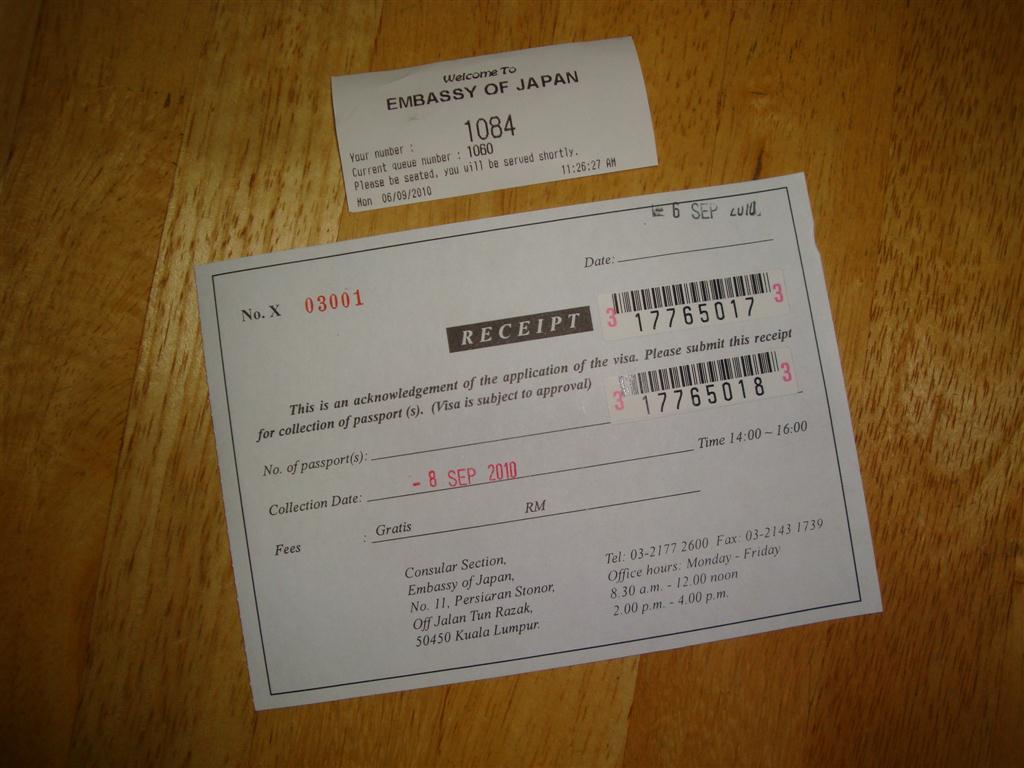 Welcome To
EMBASSY OF JAPAN
1084
Your number :
Current queue number : 1060
Please be seated, you will be served shortly.
Mon 06/09/2010 11:26:27 AM
- 6 SEP 2010
Date:
No. X 03001
RECEIPT
3 17765017 3
This is an acknowledgement of the application of the visa. Please submit this receipt
for collection of passport (s). (Visa is subject to approval)
3 17765018 3
No. of passport(s):
Collection Date: - 8 SEP 2010 Time 14:00 ~ 16:00
Fees : Gratis RM
Consular Section,
Embassy of Japan,
No. 11, Persiaran Stonor,
Off Jalan Tun Razak,
50450 Kuala Lumpur.
Tel: 03-2177 2600 Fax: 03-2143 1739
Office hours: Monday - Friday
8.30 a.m. - 12.00 noon
2.00 p.m. - 4.00 p.m.